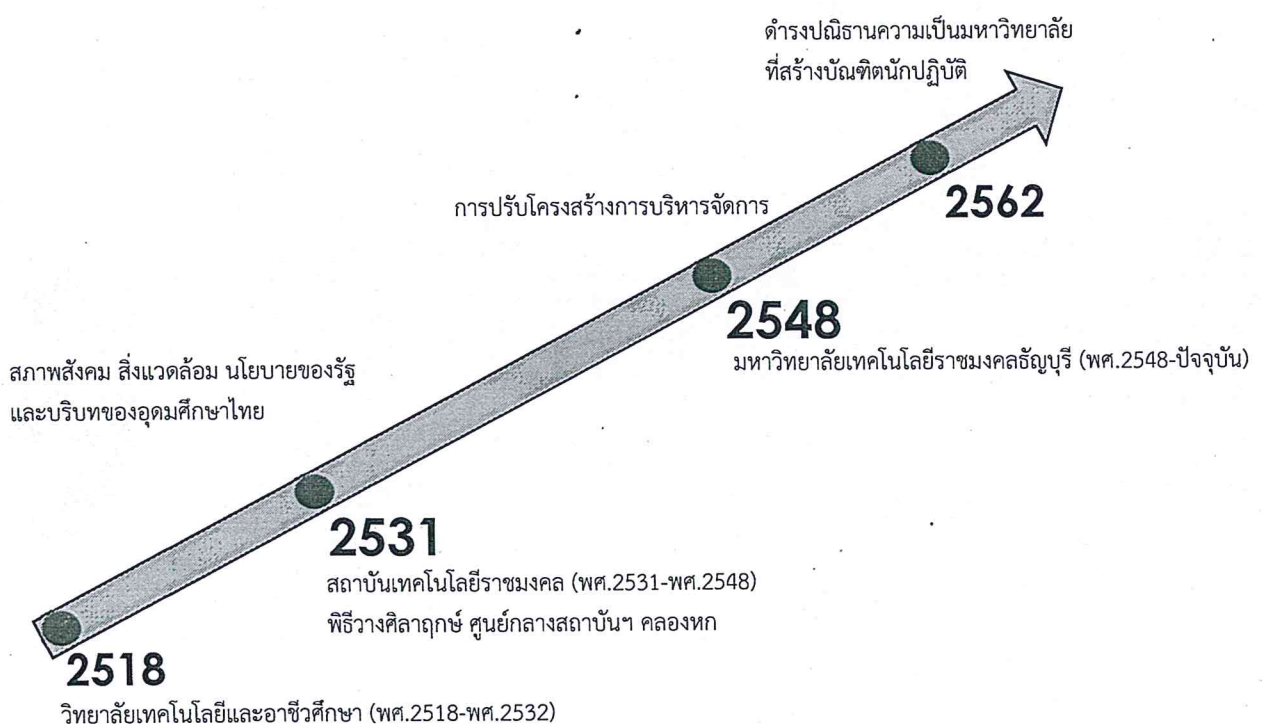 ดำรงปณิธานความเป็นมหาวิทยาลัย
ที่สร้างบัณฑิตนักปฏิบัติ
2562
การปรับโครงสร้างการบริหารจัดการ
2548
มหาวิทยาลัยเทคโนโลยีราชมงคลธัญบุรี (พศ.2548-ปัจจุบัน)
สภาพสังคม สิ่งแวดล้อม นโยบายของรัฐ
และบริบทของอุดมศึกษาไทย
2531
สถาบันเทคโนโลยีราชมงคล (พศ.2531-พศ.2548)
พิธีวางศิลาฤกษ์ ศูนย์กลางสถาบันฯ คลองหก
2518
วิทยาลัยเทคโนโลยีและอาชีวศึกษา (พศ.2518-พศ.2532)